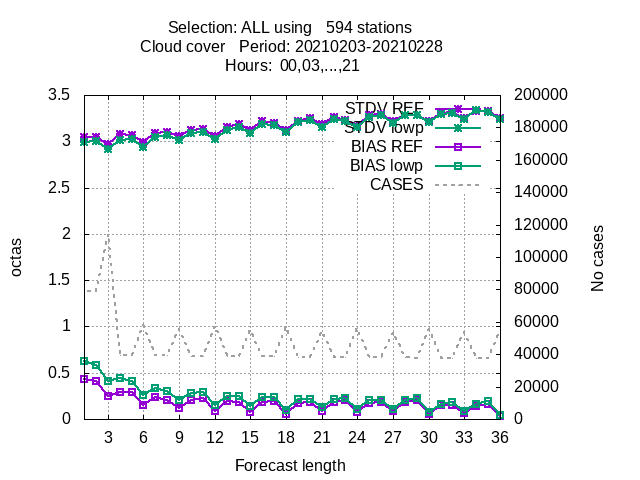 Selection: ALL using   594 stations
Cloud cover   Period: 20210203-20210228
Hours:  00,03,...,21
3.5
3
2.5
2
1.5
1
0.5
0
octas
200000
180000
160000
140000
120000
100000
80000
60000
40000
20000
0
No cases
STDV REF
STDV lowp
BIAS REF
BIAS lowp
CASES
3 6 9 12 15 18 21 24 27 30 33 36
Forecast length